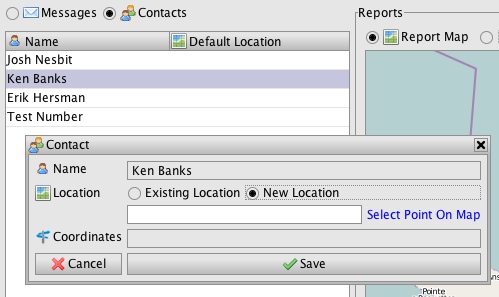 Messages Contacts
Reports
Name Default Location
Report Map
Josh Nesbit
Ken Banks
Erik Hersman
Test Number
Contact
Name Ken Banks
Location Existing Location New Location
Select Point On Map
Coordinates
Cancel Save
Pointe